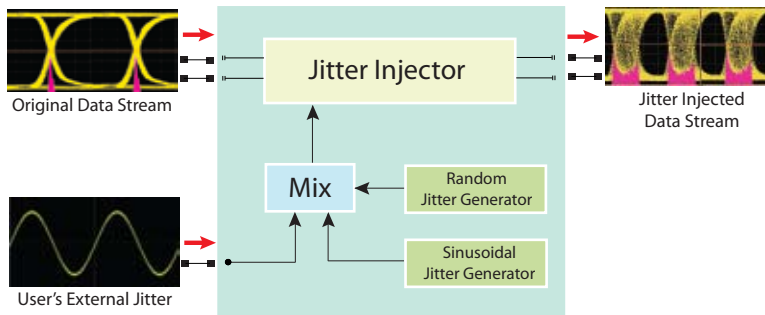 Jitter Injector
Original Data Stream
Jitter Injected
Data Stream
Mix
Random
Jitter Generator
Sinusoidal
Jitter Generator
User's External Jitter